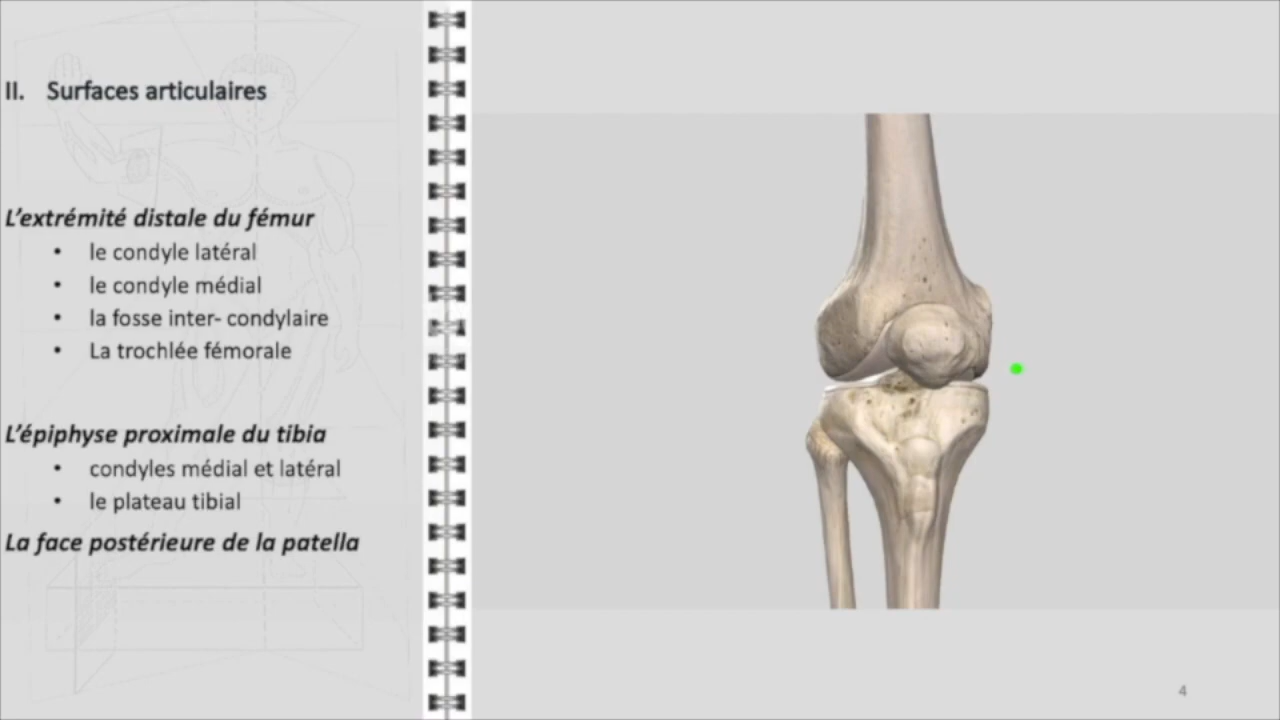 II. Surfaces articulaires
L'extrémité distale du fémur
• le condyle latéral
• le condyle médial
• la fosse inter- condylaire
• La trochlée fémorale
L'épiphyse proximale du tibia
• condyles médial et latéral
• le plateau tibial
La face postérieure de la patella
4